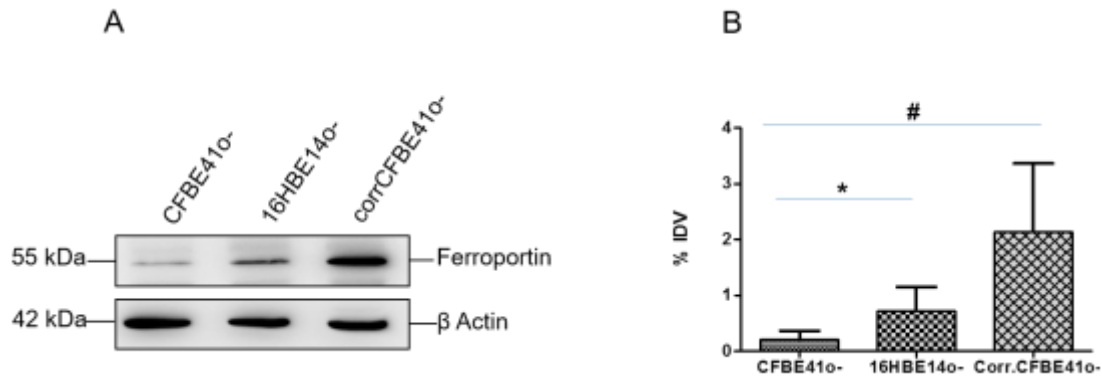 A
CFBE41o-
16HBE14o-
corrCFBE41o-
55 kDa
Ferroportin
42 kDa
β Actin
B
#
*
% IDV
4
3
2
1
0
CFBE41o- 16HBE14o- Corr.CFBE41o-